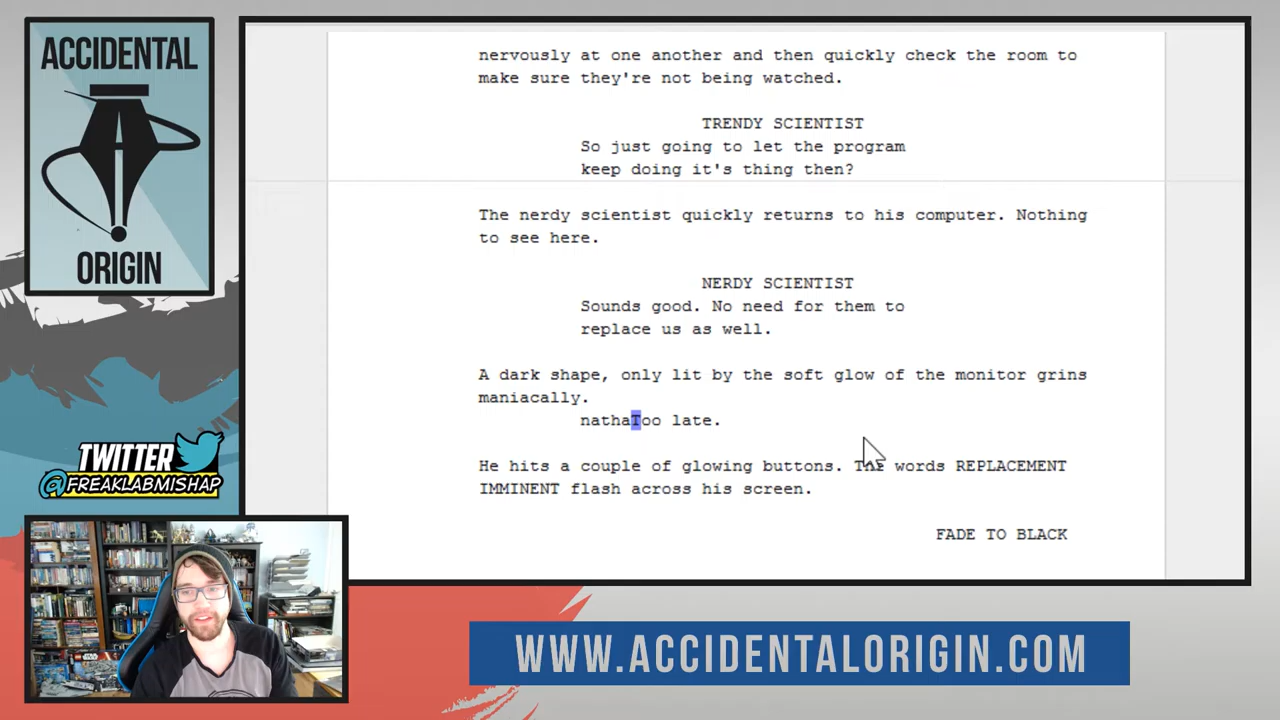 ACCIDENTAL
ORIGIN
nervously at one another and then quickly check the room to
make sure they're not being watched.
TRENDY SCIENTIST
So just going to let the program
keep doing it's thing then?
The nerdy scientist quickly returns to his computer. Nothing
to see here.
NERDY SCIENTIST
Sounds good. No need for them to
replace us as well.
A dark shape, only lit by the soft glow of the monitor grins
maniacally.
nathaToo late.
He hits a couple of glowing buttons. The words REPLACEMENT
IMMINENT flash across his screen.
FADE TO BLACK
TWITTER
@FREAKLABMISHAP
WWW.ACCIDENTALORIGIN.COM